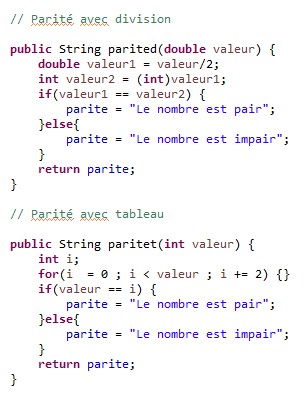 // Parité avec division
public String parited(double valeur) {
double valeur1 = valeur/2;
int valeur2 = (int)valeur1;
if(valeur1 == valeur2) {
parite = "Le nombre est pair";
}else{
parite = "Le nombre est impair";
}
return parite;
}
// Parité avec tableau
public String paritet(int valeur) {
int i;
for(i  = 0 ; i < valeur ; i += 2) {}
if(valeur == i) {
parite = "Le nombre est pair";
}else{
parite = "Le nombre est impair";
}
return parite;
}